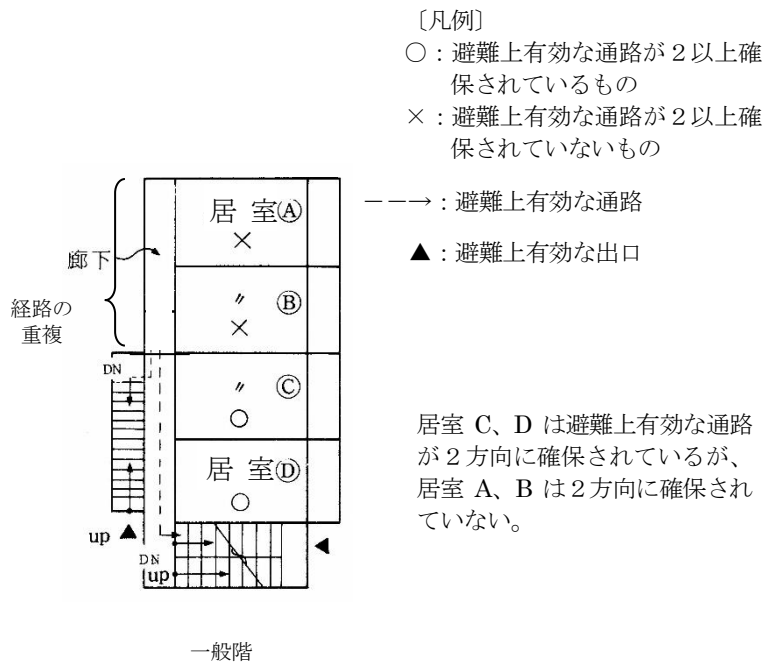 〔凡例〕
○：避難上有効な通路が２以上確
保されているもの
×：避難上有効な通路が２以上確
保されていないもの
－－→：避難上有効な通路
▲：避難上有効な出口
居 室Ⓐ
×
廊下
〃 Ⓑ
×
経路の
重複
DN
〃 Ⓒ
○
居 室Ⓓ
○
up ▲
DN
up
居室 C、D は避難上有効な通路
が２方向に確保されているが、
居室 A、B は２方向に確保され
ていない。
一般階